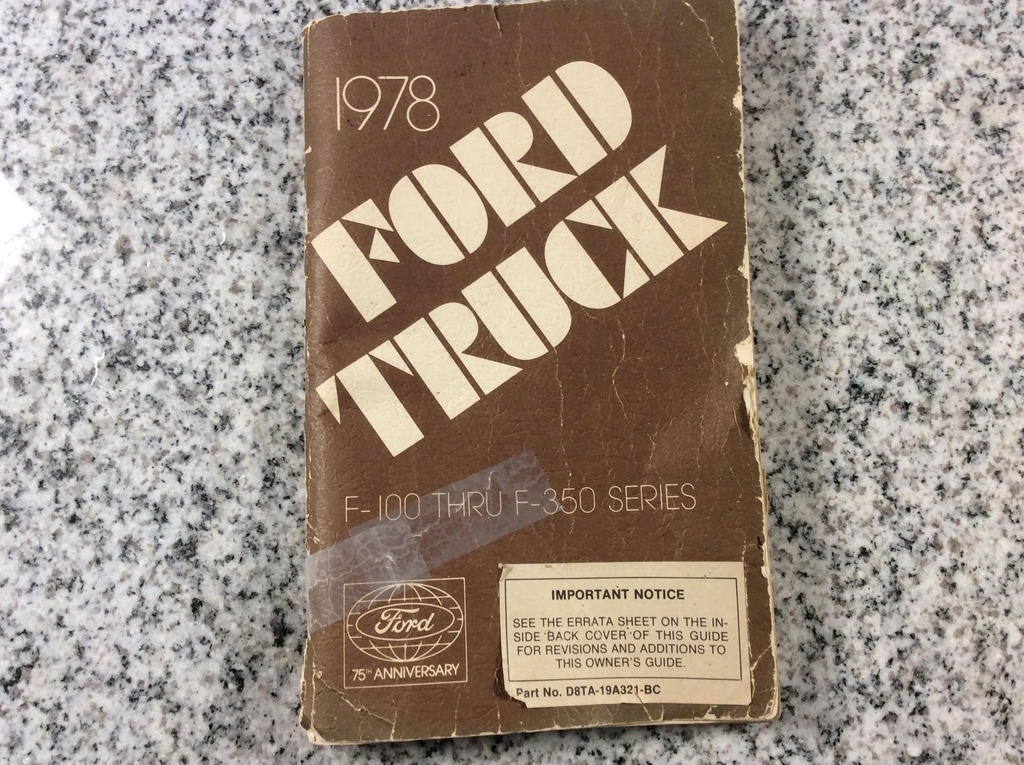 1978
FORD
TRUCK
F-100 THRU F-350 SERIES
Ford
75TH ANNIVERSARY
IMPORTANT NOTICE
SEE THE ERRATA SHEET ON THE IN-
SIDE BACK COVER OF THIS GUIDE
FOR REVISIONS AND ADDITIONS TO
THIS OWNER'S GUIDE.
Part No. D8TA-19A321-BC